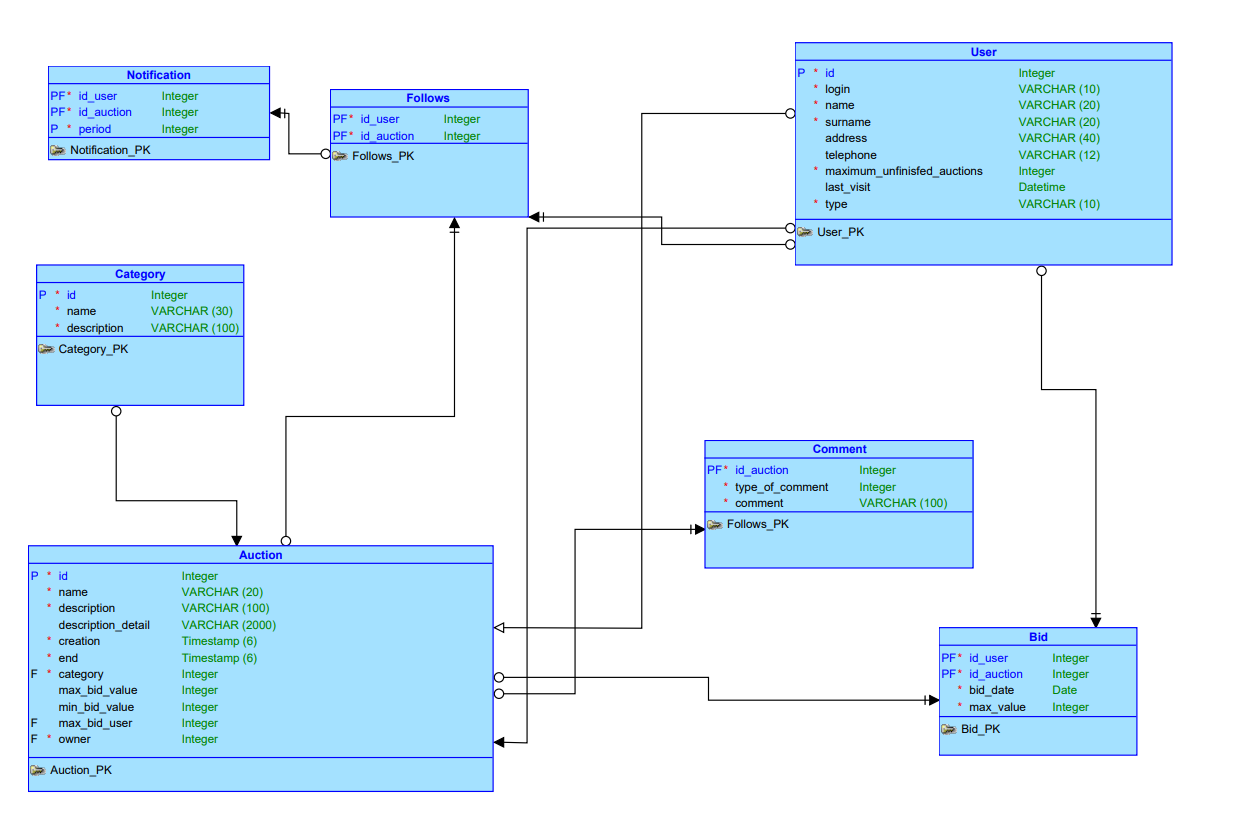 User
P * id Integer
* login VARCHAR (10)
* name VARCHAR (20)
* surname VARCHAR (20)
address VARCHAR (40)
telephone VARCHAR (12)
* maximum_unfinisfed_auctions Integer
last_visit Datetime
* type VARCHAR (10)
User_PK
Notification
PF* id_user Integer
PF* id_auction Integer
P * period Integer
Notification_PK
Follows
PF* id_user Integer
PF* id_auction Integer
Follows_PK
Category
P * id Integer
* name VARCHAR (30)
* description VARCHAR (100)
Category_PK
Comment
PF* id_auction Integer
* type_of_comment Integer
* comment VARCHAR (100)
Follows_PK
Auction
P * id Integer
* name VARCHAR (20)
* description VARCHAR (100)
description_detail VARCHAR (2000)
* creation Timestamp (6)
* end Timestamp (6)
F * category Integer
max_bid_value Integer
min_bid_value Integer
F max_bid_user Integer
F * owner Integer
Auction_PK
Bid
PF* id_user Integer
PF* id_auction Integer
* bid_date Date
* max_value Integer
Bid_PK